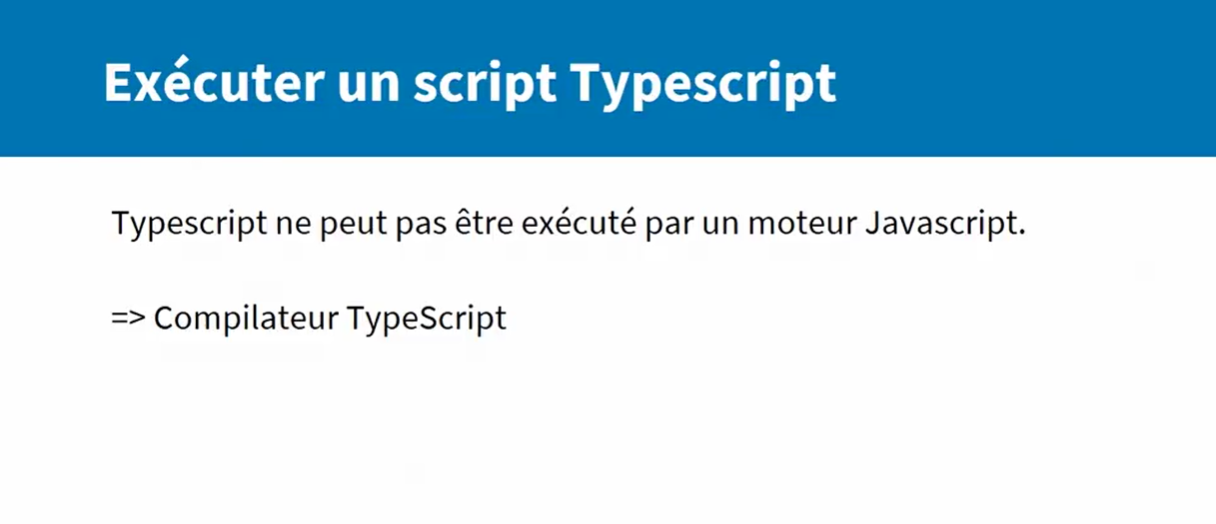 Exécuter un script Typescript
Typescript ne peut pas être exécuté par un moteur Javascript.
=> Compilateur TypeScript